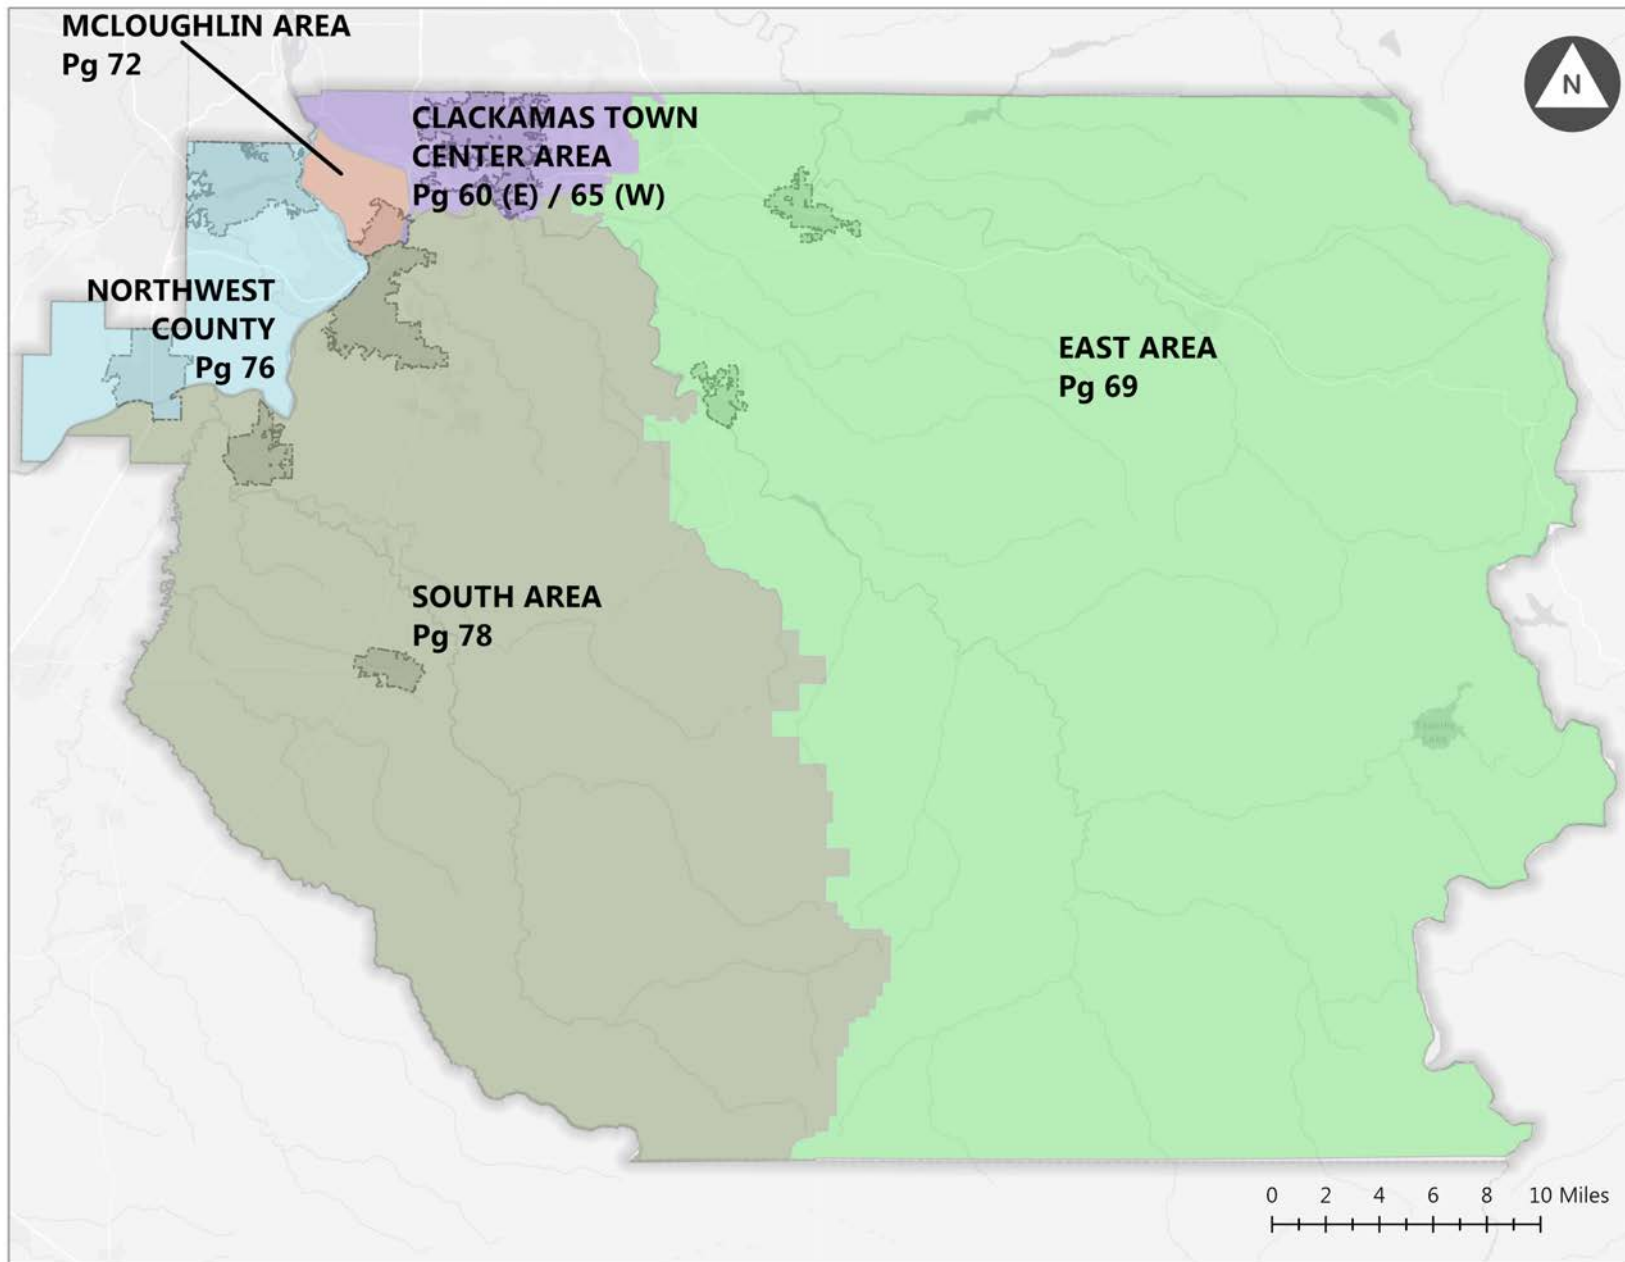 MCLOUGHLIN AREA
Pg 72
CLACKAMAS TOWN
CENTER AREA
Pg 60 (E) / 65 (W)
N
NORTHWEST
COUNTY
Pg 76
EAST AREA
Pg 69
SOUTH AREA
Pg 78
0 2 4 6 8 10 Miles